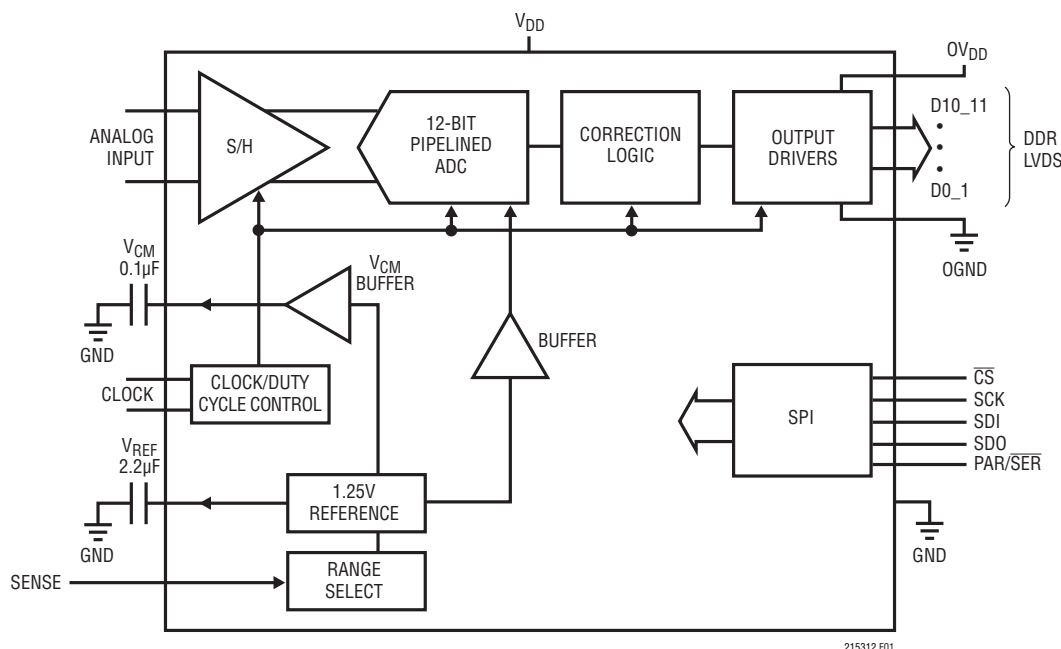 VDD
OVDD
ANALOG
INPUT
S/H
12-BIT
PIPELINED
ADC
CORRECTION
LOGIC
OUTPUT
DRIVERS
D10_11
•
•
•
D0_1
DDR
LVDS
OGND
VCM
0.1µF
GND
VCM
BUFFER
BUFFER
CLOCK
CLOCK/DUTY
CYCLE CONTROL
SPI
C̅S̅
SCK
SDI
SDO
PAR/S̅E̅R̅
VREF
2.2µF
GND
1.25V
REFERENCE
GND
SENSE
RANGE
SELECT
215312 F01